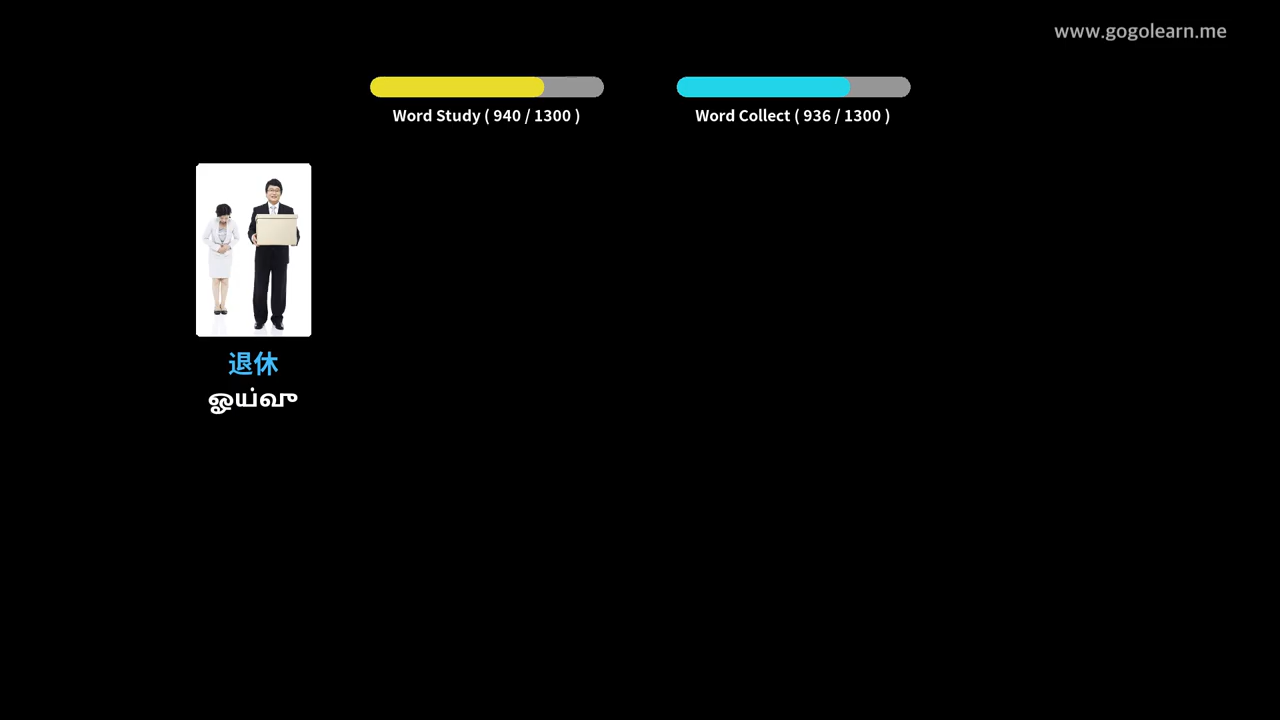 www.gogolearn.me
Word Study ( 940 / 1300 )
Word Collect ( 936 / 1300 )
退休
ஓய்வு